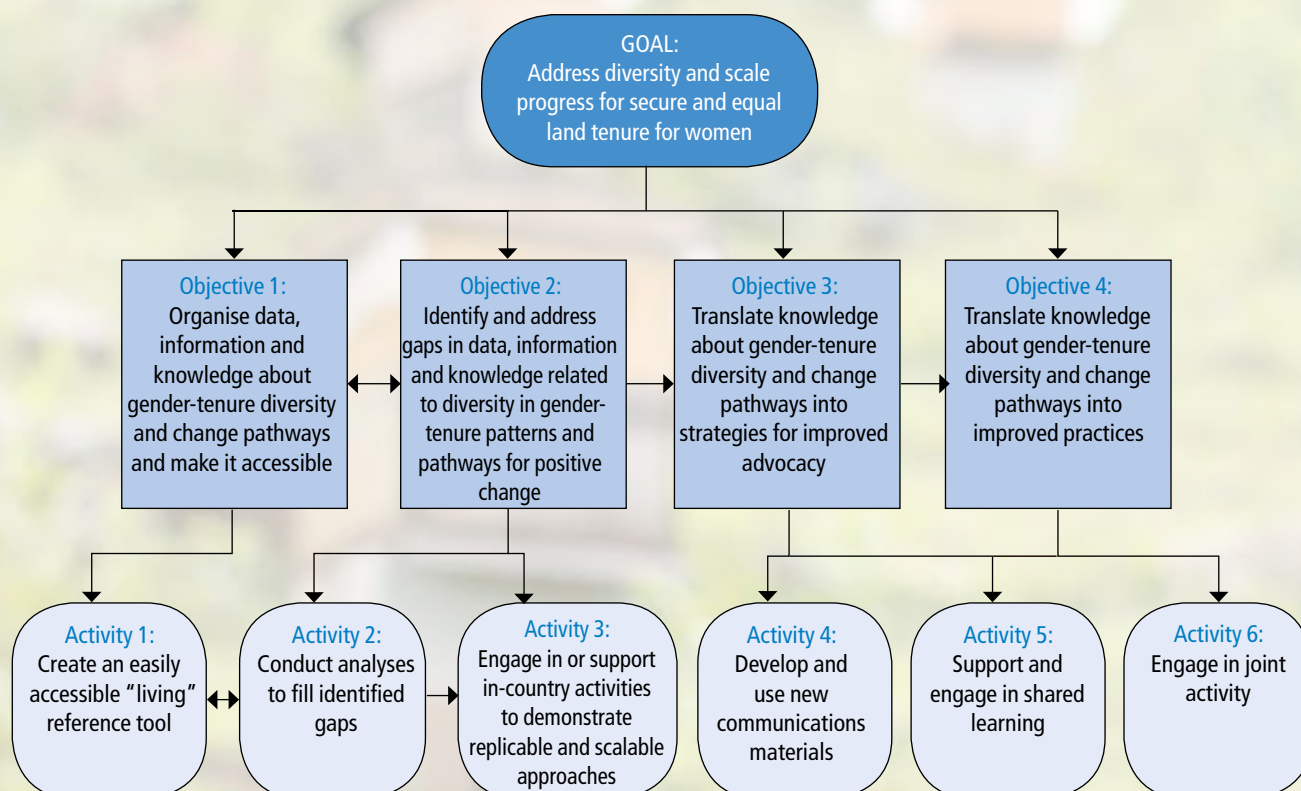 GOAL:
Address diversity and scale
progress for secure and equal
land tenure for women
Objective 1:
Organise data,
information and
knowledge about
gender-tenure diversity
and change pathways
and make it accessible
Objective 2:
Identify and address
gaps in data, information
and knowledge related
to diversity in gender-
tenure patterns and
pathways for positive
change
Objective 3:
Translate knowledge
about gender-tenure
diversity and change
pathways into
strategies for improved
advocacy
Objective 4:
Translate knowledge
about gender-tenure
diversity and change
pathways into
improved practices
Activity 1:
Create an easily
accessible “living”
reference tool
Activity 2:
Conduct analyses
to fill identified
gaps
Activity 3:
Engage in or support
in-country activities
to demonstrate
replicable and scalable
approaches
Activity 4:
Develop and
use new
communications
materials
Activity 5:
Support and
engage in shared
learning
Activity 6:
Engage in joint
activity